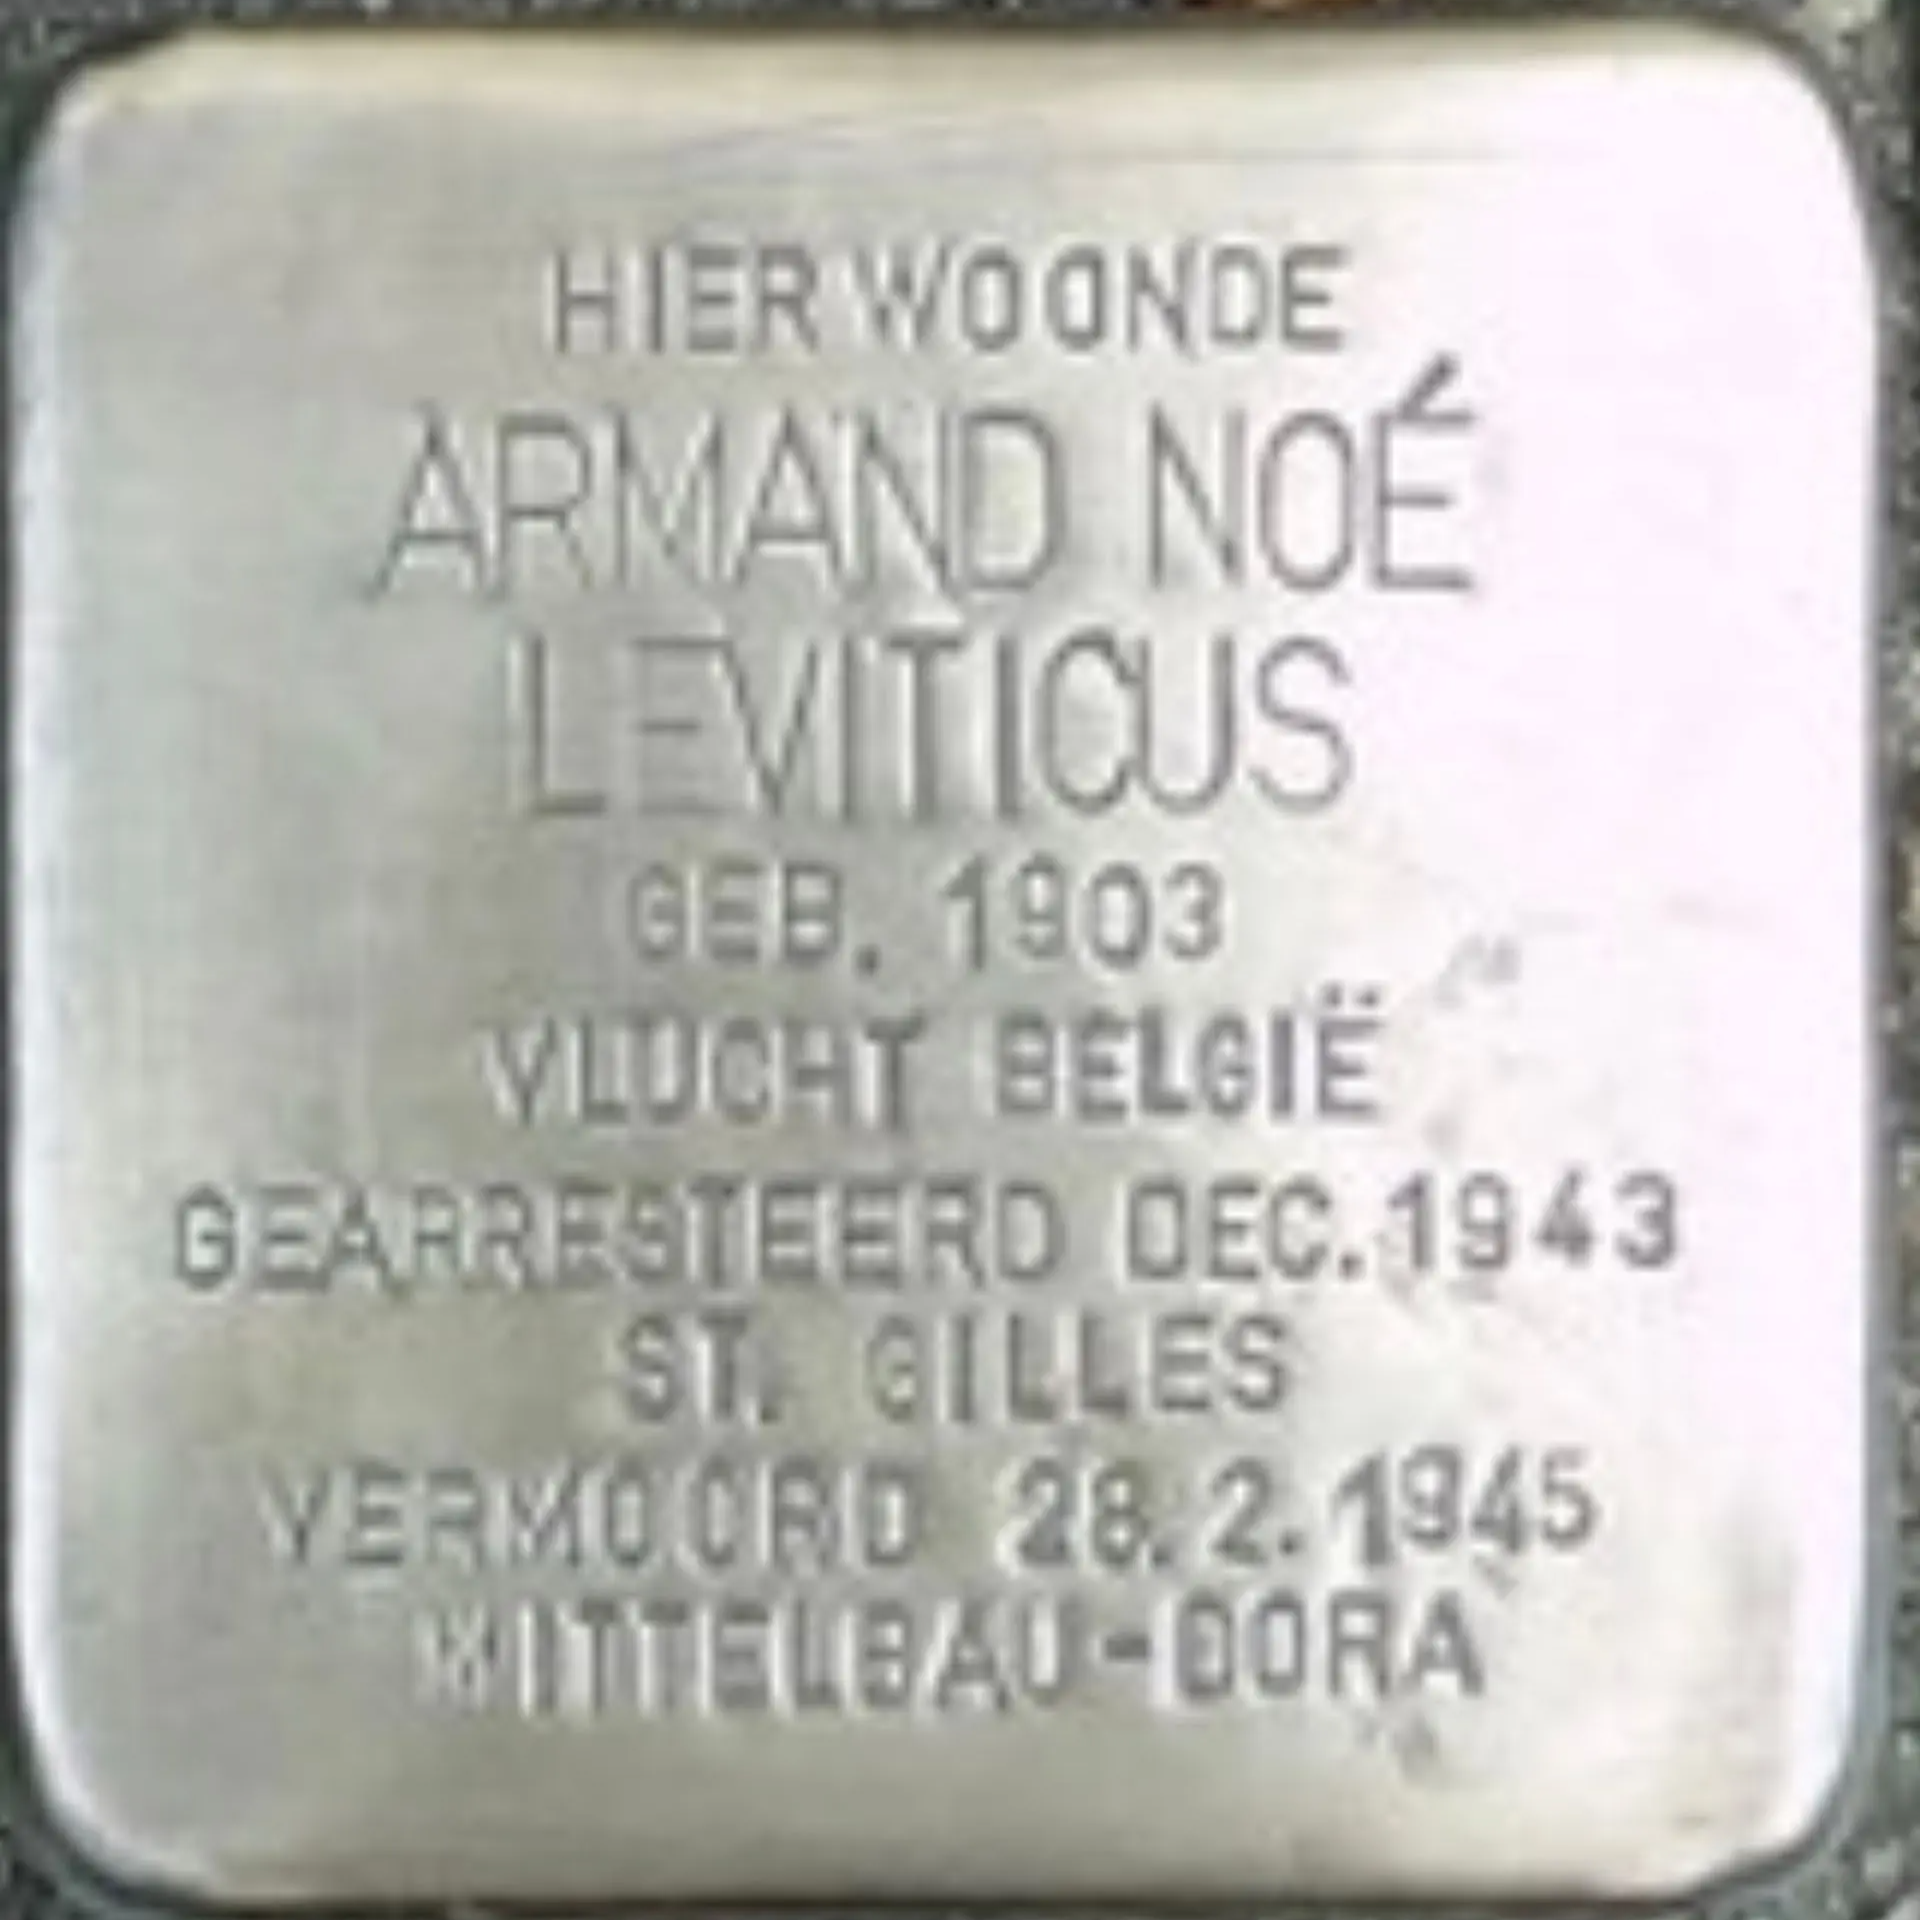 HIER WOONDE
ARMAND NOÉ
LEVITICUS
GEB. 1903
VLUCHT BELGIË
GEARRESTEERD DEC. 1943
ST. GILLES
VERMOORD 28.2.1945
MITTELBAU-DORA